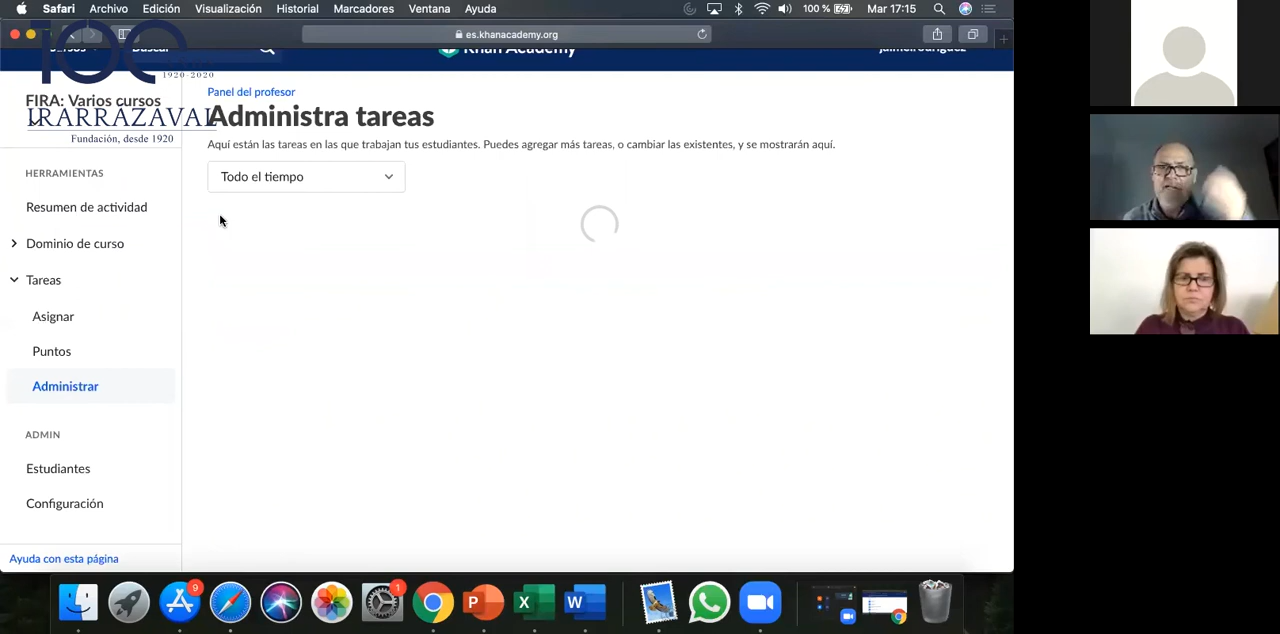 Safari Archivo Edición Visualización Historial Marcadores Ventana Ayuda 100 % Mar 17:15
es.khanacademy.org
Khan Academy
1920-2020
FIRA: Varios cursos
IRARRAZAVAL
Fundación, desde 1920
HERRAMIENTAS
Resumen de actividad
Dominio de curso
Tareas
Asignar
Puntos
Administrar
ADMIN
Estudiantes
Configuración
Ayuda con esta página
Panel del profesor
Administra tareas
Aquí están las tareas en las que trabajan tus estudiantes. Puedes agregar más tareas, o cambiar las existentes, y se mostrarán aquí.
Todo el tiempo
9
1
P
X
W